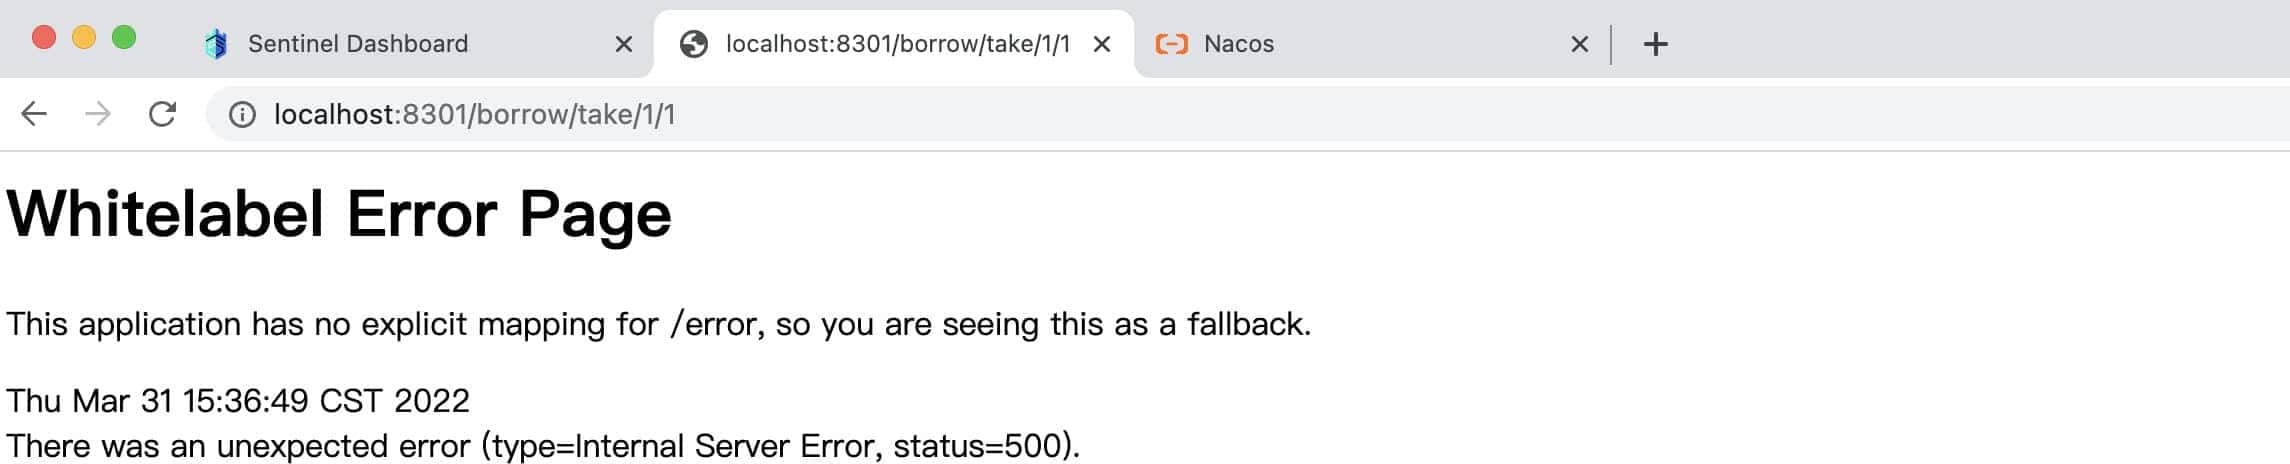 Sentinel Dashboard
localhost:8301/borrow/take/1/1
Nacos
localhost:8301/borrow/take/1/1
Whitelabel Error Page
This application has no explicit mapping for /error, so you are seeing this as a fallback.
Thu Mar 31 15:36:49 CST 2022
There was an unexpected error (type=Internal Server Error, status=500).